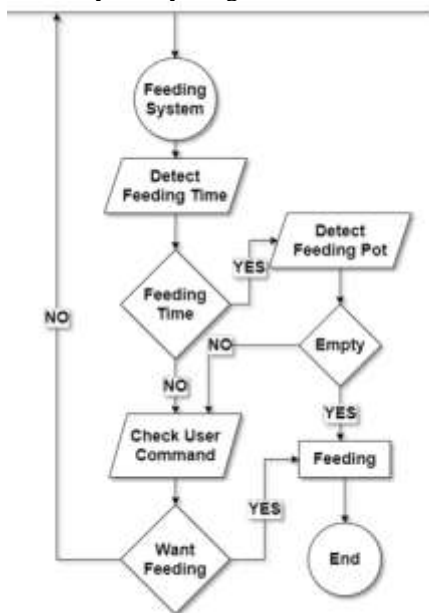 Feeding
System
Detect
Feeding Time
Detect
Feeding Pot
YES
Feeding
Time
NO
NO
Empty
NO
YES
Check User
Command
Feeding
YES
Want
Feeding
End